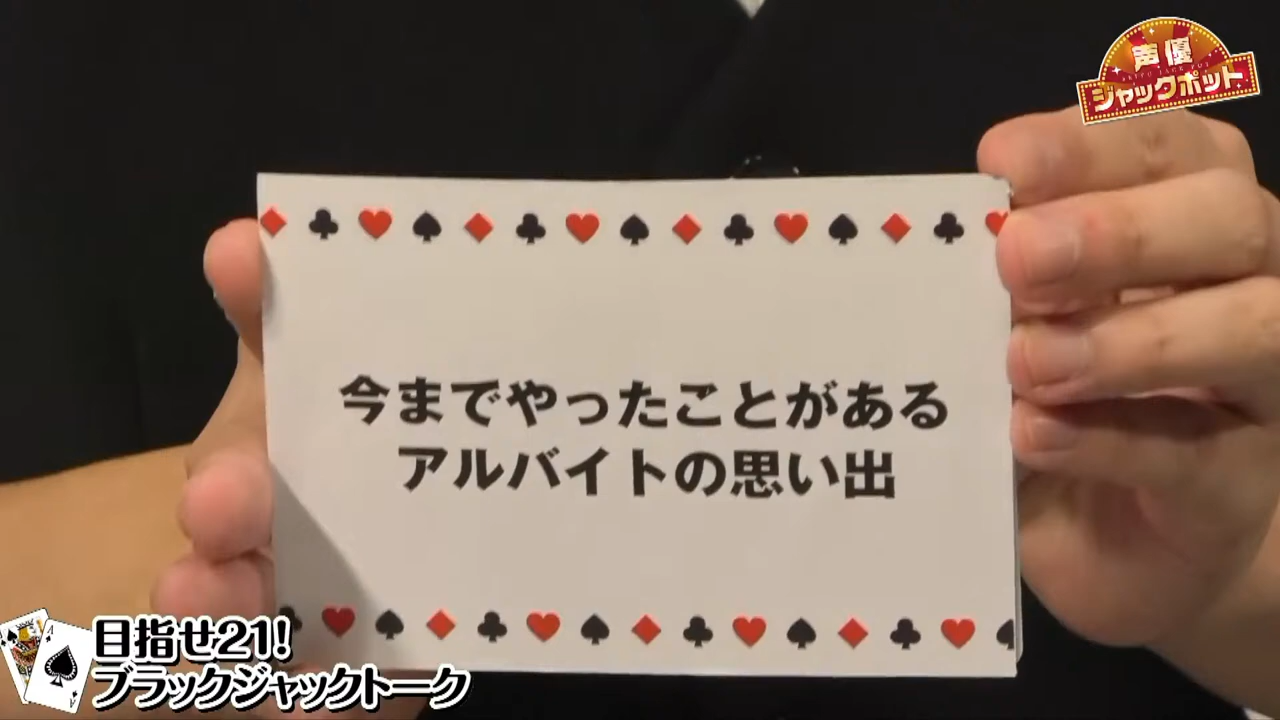 声優
ジャックポット
今までやったことがある
アルバイトの思い出
目指せ21!
ブラックジャックトーク